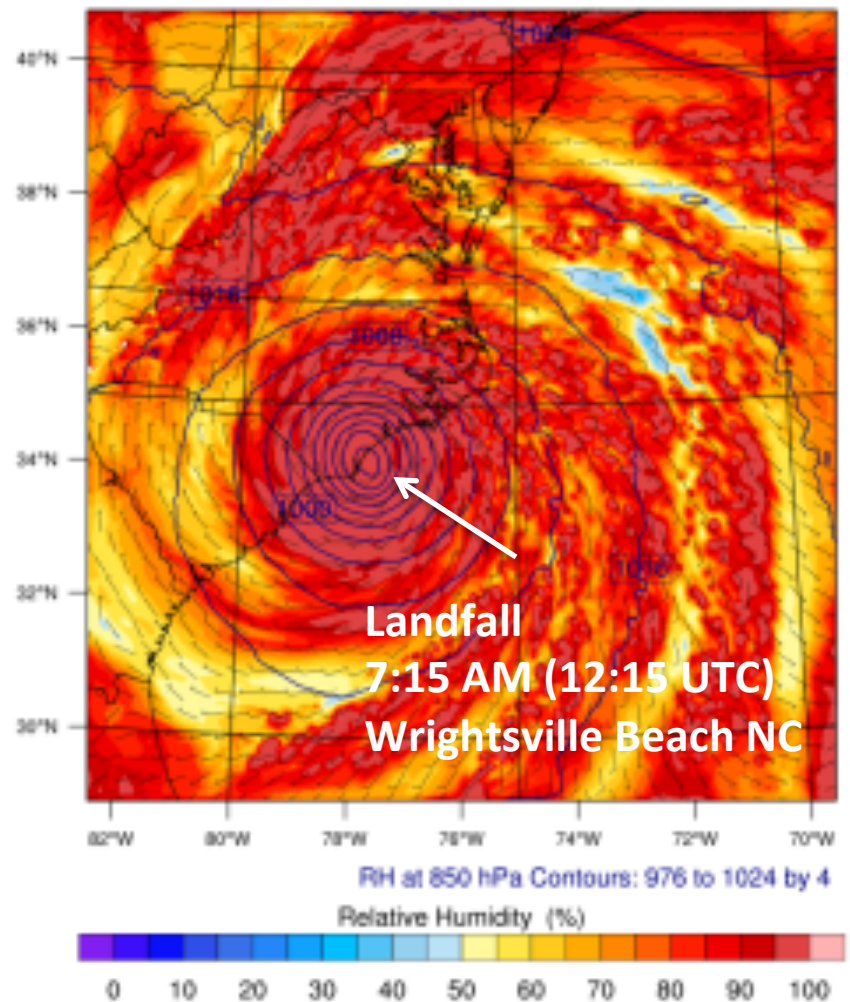 1024
40°N
38°N
1016
36°N
1008
34°N
1009
1016
32°N
Landfall
7:15 AM (12:15 UTC)
30°N
Wrightsville Beach NC
82°W 80°W 78°W 76°W 74°W 72°W 70°W
RH at 850 hPa Contours: 976 to 1024 by 4
Relative Humidity (%)
0 10 20 30 40 50 60 70 80 90 100